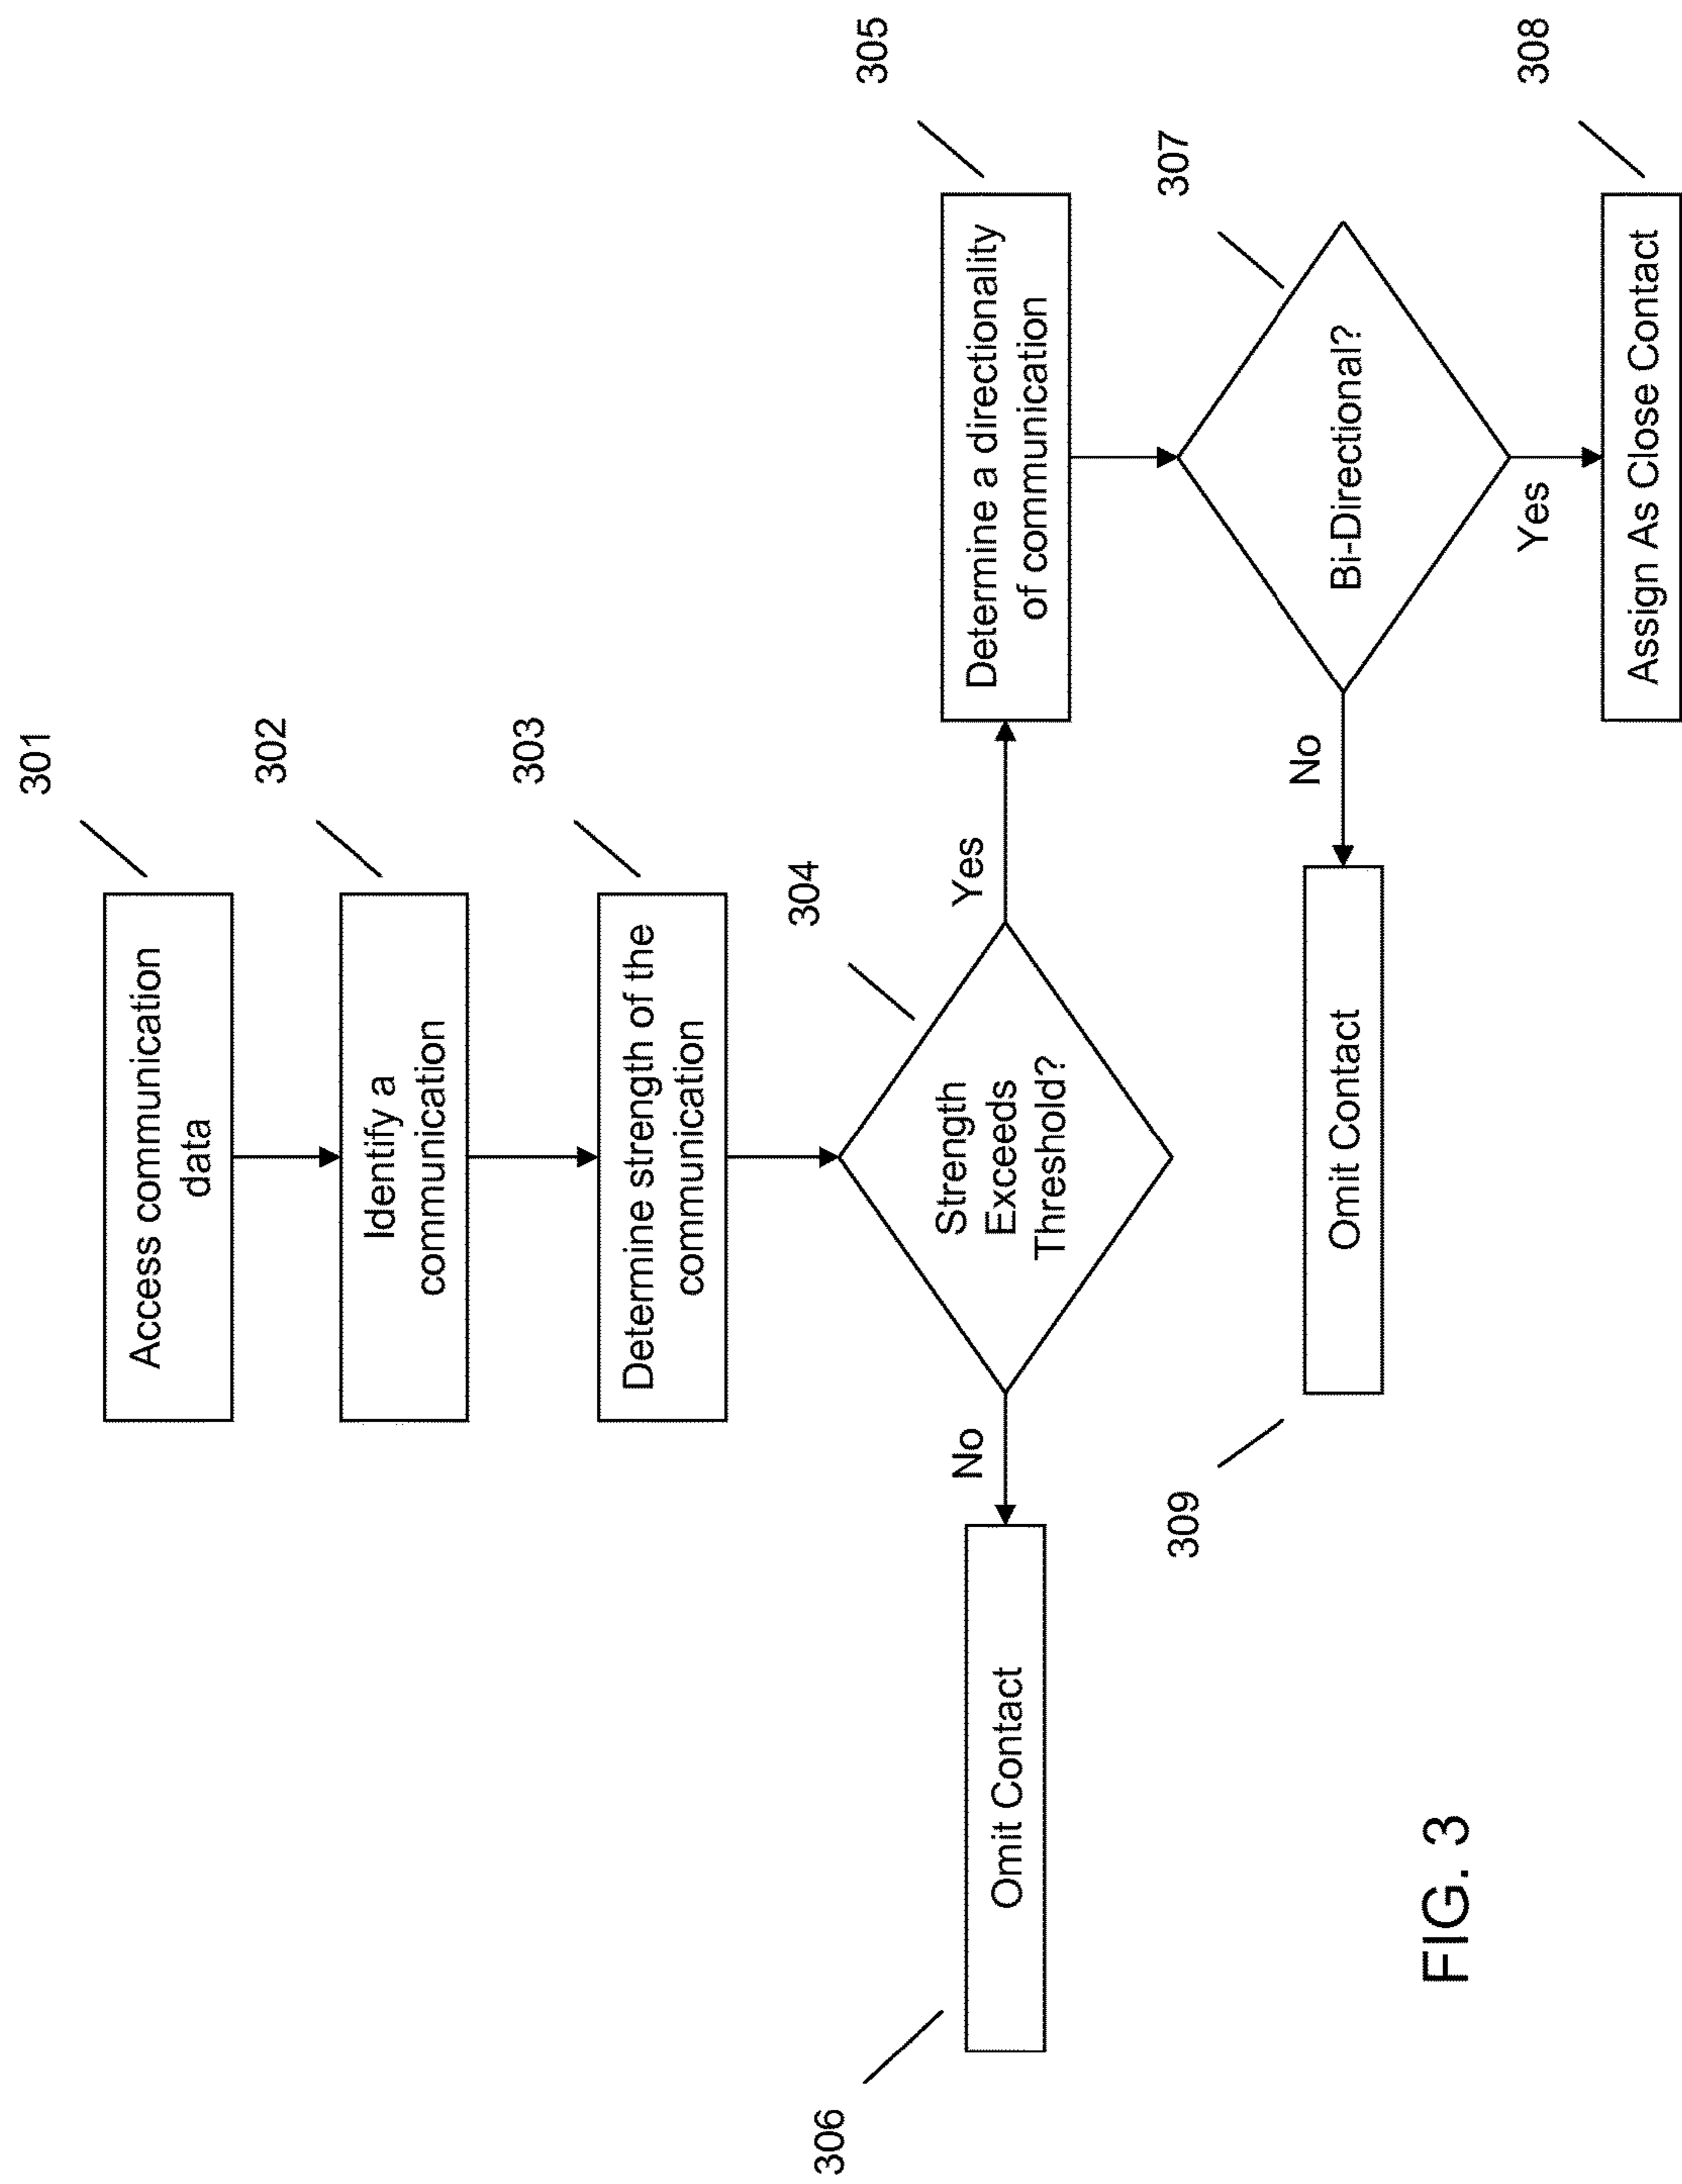 301
Access communication
data
302
Identify a
communication
303
Determine strength of the
communication
304
Strength
Exceeds
Threshold?
No
Yes
306
Omit Contact
305
Determine a directionality
of communication
307
Bi-Directional?
No
Yes
309
Omit Contact
308
Assign As Close Contact
FIG. 3